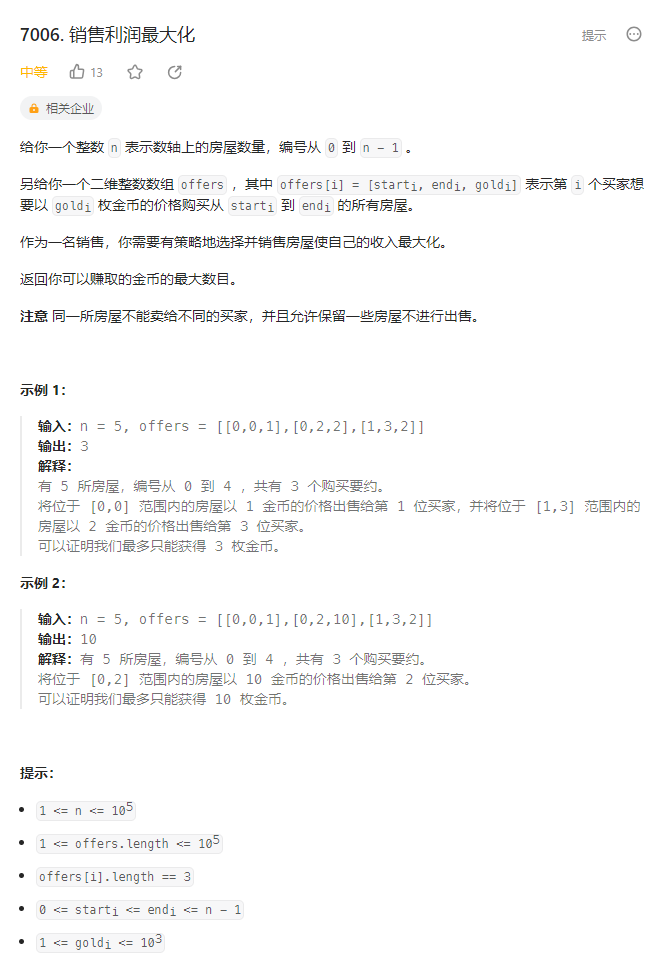 7006. 销售利润最大化
提示
中等
13
相关企业
给你一个整数 n 表示数轴上的房屋数量，编号从 0 到 n - 1 。
另给你一个二维整数数组 offers ，其中 offers[i] = [starti, endi, goldi] 表示第 i 个买家想
要以 goldi 枚金币的价格购买从 starti 到 endi 的所有房屋。
作为一名销售，你需要有策略地选择并销售房屋使自己的收入最大化。
返回你可以赚取的金币的最大数目。
注意 同一所房屋不能卖给不同的买家，并且允许保留一些房屋不进行出售。
示例 1：
输入：n = 5, offers = [[0,0,1],[0,2,2],[1,3,2]]
输出：3
解释：
有 5 所房屋，编号从 0 到 4 ，共有 3 个购买要约。
将位于 [0,0] 范围内的房屋以 1 金币的价格出售给第 1 位买家，并将位于 [1,3] 范围内的
房屋以 2 金币的价格出售给第 3 位买家。
可以证明我们最多只能获得 3 枚金币。
示例 2：
输入：n = 5, offers = [[0,0,1],[0,2,10],[1,3,2]]
输出：10
解释：有 5 所房屋，编号从 0 到 4 ，共有 3 个购买要约。
将位于 [0,2] 范围内的房屋以 10 金币的价格出售给第 2 位买家。
可以证明我们最多只能获得 10 枚金币。
提示：
1 <= n <= 10^5
1 <= offers.length <= 10^5
offers[i].length == 3
0 <= starti <= endi <= n - 1
1 <= goldi <= 10^3